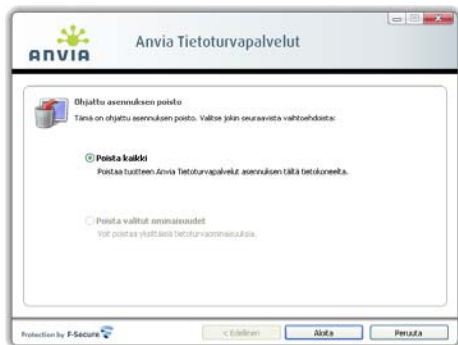 ANVIA
Anvia Tietoturvapalvelut
Ohjattu asennuksen poisto
Tämä on ohjattu asennuksen poisto. Valitse jokin seuraavista vaihtoehdoista:
Poista kaikki
Poistaa tuotteen Anvia Tietoturvapalvelut asennuksen tältä tietokoneelta.
Poista valitut ominaisuudet
Voit poistaa yksittäisiä tietoturvaominaisuuksia.
Protection by F-Secure
< Edellinen
Aloita
Peruuta